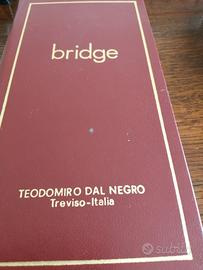 bridge
TEODOMIRO DAL NEGRO
Treviso-Italia
subito